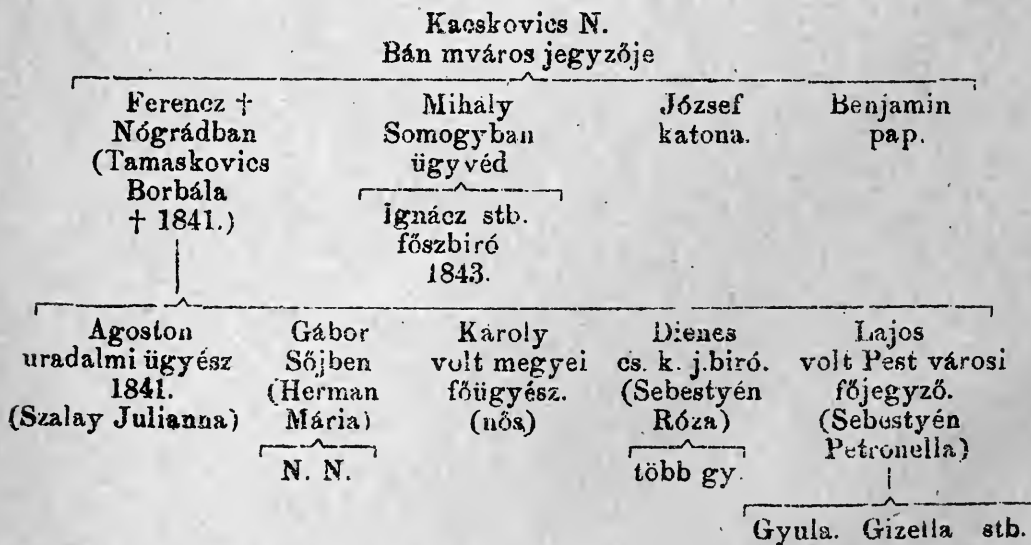 Kacskovics N.
Bán mváros jegyzője
Ferencz † Mihály József Benjamin
Nógrádban Somogyban katona. pap.
(Tamaskovics ügyvéd
Borbála
† 1841.) Ignácz stb.
főszbiró
1843.
Agoston Gábor Károly Dienes Lajos
uradalmi ügyész Sőjben volt megyei cs. k. j.biró. volt Pest városi
1841. (Herman főügyész. (Sebestyén főjegyző.
(Szalay Julianna) Mária) (nős) Róza) (Sebestyén
Petronella)
N. N. több gy.
Gyula. Gizella stb.